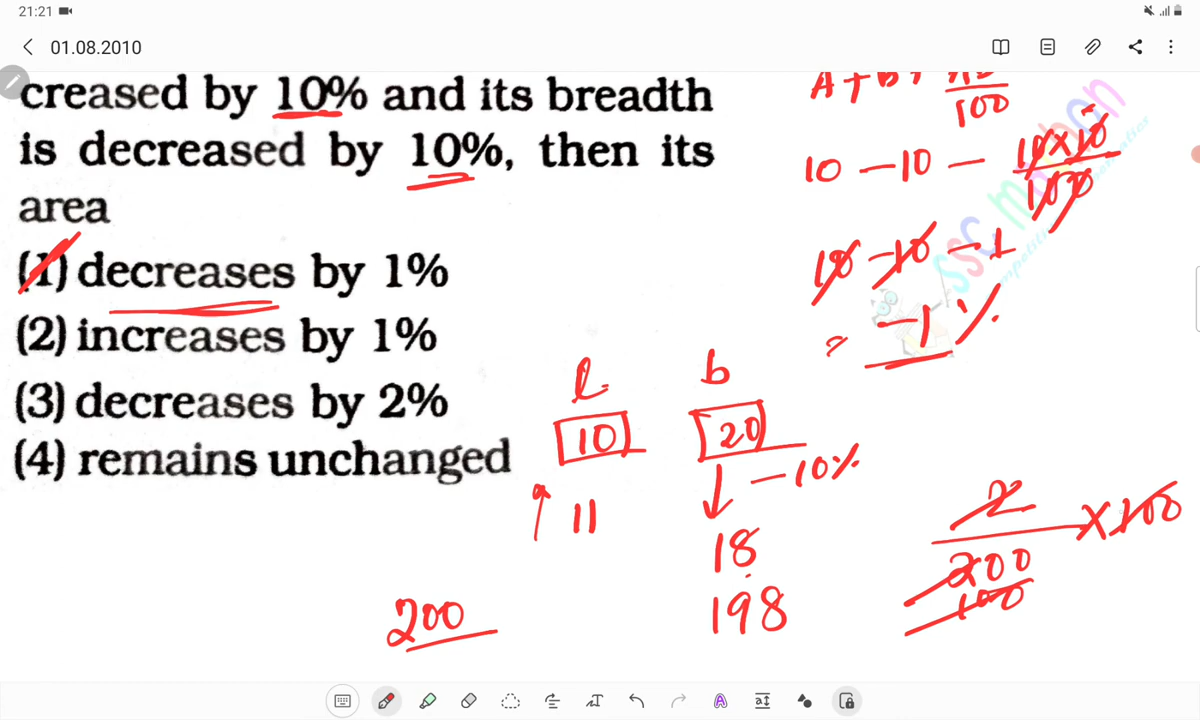 21:21
01.08.2010
creased by 10% and its breadth
is decreased by 10%, then its
area
(1) decreases by 1%
(2) increases by 1%
(3) decreases by 2%
(4) remains unchanged
A + B +
100
10 - 10 - 10×10
100
10 - 10 - 1
= -1%
l b
10 20
-10%
11
18
198
200
2 × 100
200
100
SSC